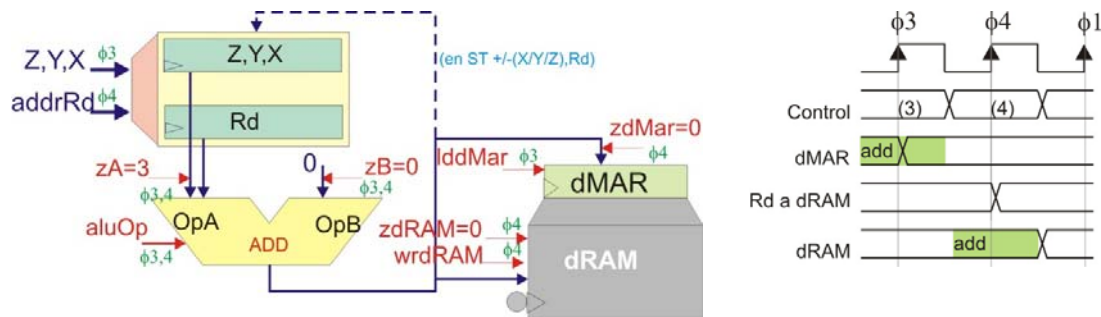 Z,Y,X ϕ3
addrRd ϕ4
Z,Y,X
Rd
(en ST +/-(X/Y/Z),Rd)
zA=3
ϕ3,4
0
zB=0
ϕ3,4
OpA
OpB
ADD
aluOp
ϕ3,4
zdMar=0
ϕ4
lddMar ϕ3
dMAR
zdRAM=0 ϕ4
wrdRAM ϕ4
dRAM
ϕ3 ϕ4 ϕ1
Control (3) (4)
dMAR add
Rd a dRAM
dRAM add